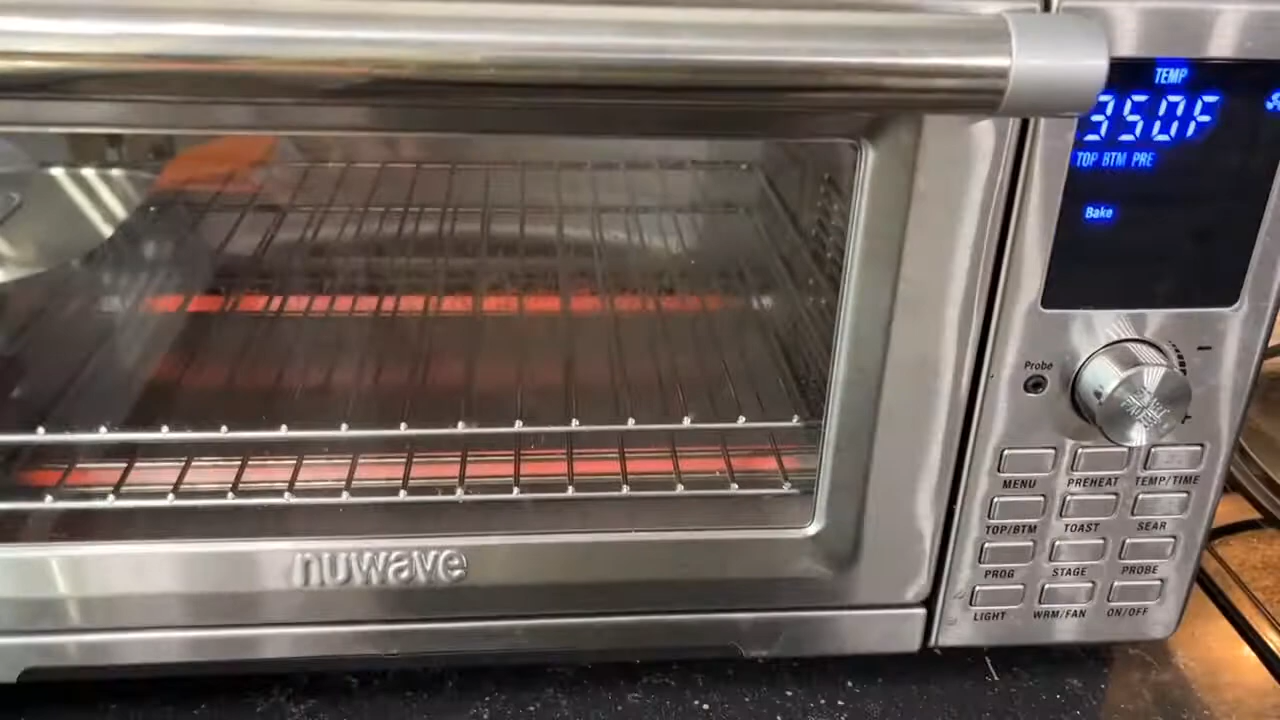 TEMP
350F
TOP BTM PRE
Bake
Probe
MENU PREHEAT TEMP/TIME
TOP/BTM TOAST SEAR
PROG STAGE PROBE
LIGHT WRM/FAN ON/OFF
nuwave